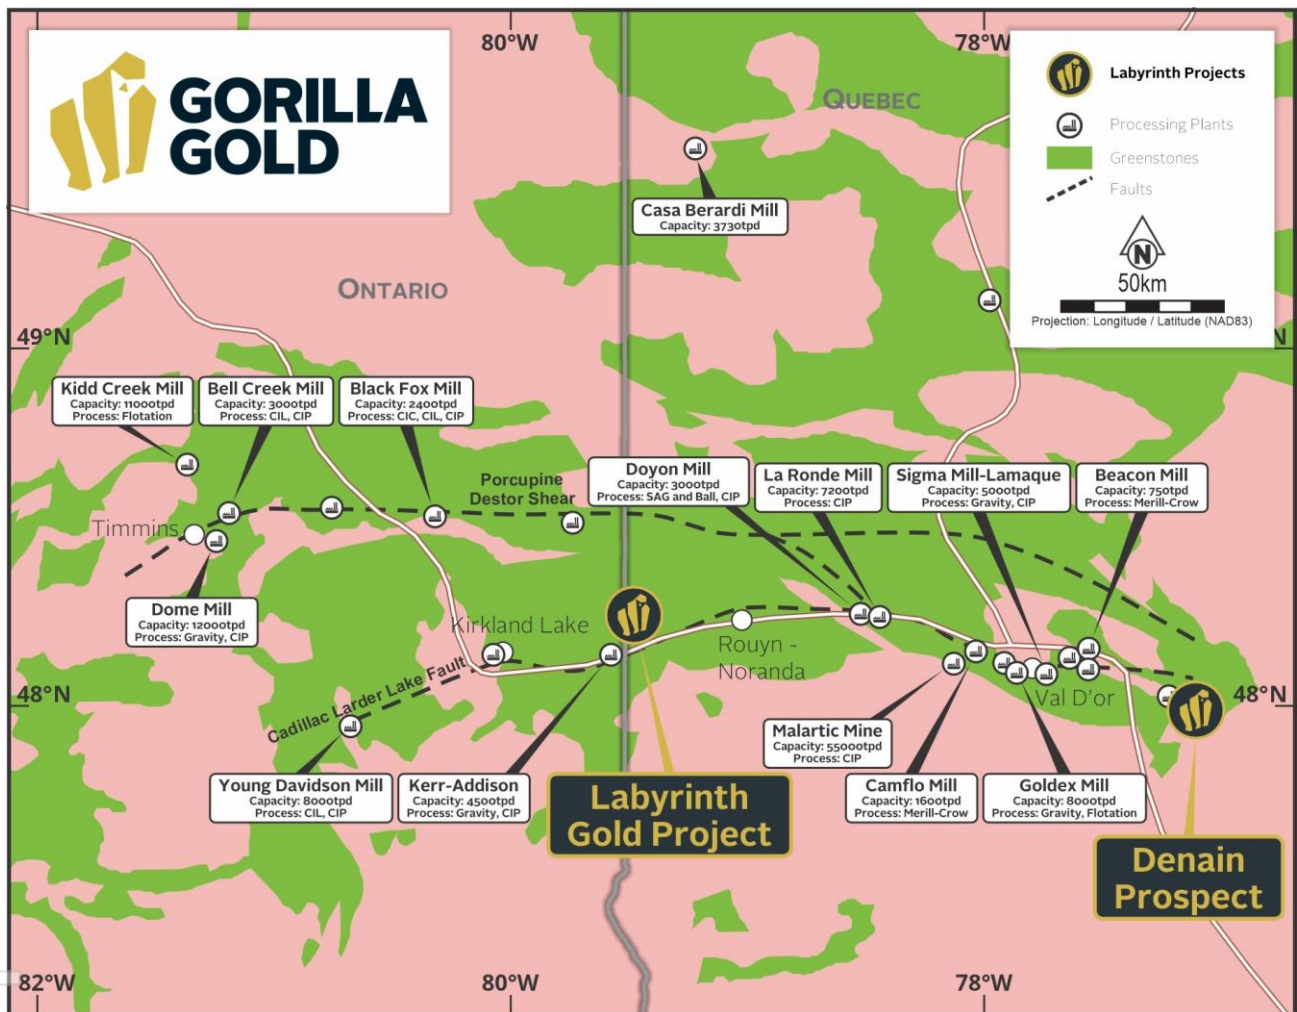 80°W
78°W
GORILLA
GOLD
QUEBEC
Labyrinth Projects
Processing Plants
Greenstones
Faults
N
50km
Projection: Longitude / Latitude (NAD83)
Casa Berardi Mill
Capacity: 3730tpd
ONTARIO
49°N
N
Kidd Creek Mill
Capacity: 11000tpd
Process: Flotation
Bell Creek Mill
Capacity: 3000tpd
Process: CIL, CIP
Black Fox Mill
Capacity: 2400tpd
Process: CIC, CIL, CIP
Porcupine
Destor Shear
Doyon Mill
Capacity: 3000tpd
Process: SAG and Ball, CIP
La Ronde Mill
Capacity: 7200tpd
Process: CIP
Sigma Mill-Lamaque
Capacity: 5000tpd
Process: Gravity, CIP
Beacon Mill
Capacity: 750tpd
Process: Merill-Crow
Timmins
Dome Mill
Capacity: 12000tpd
Process: Gravity, CIP
Kirkland Lake
Rouyn -
Noranda
Cadillac Larder Lake Fault
Val D'or
48°N
48°N
Malartic Mine
Capacity: 55000tpd
Process: CIP
Young Davidson Mill
Capacity: 8000tpd
Process: CIL, CIP
Kerr-Addison
Capacity: 4500tpd
Process: Gravity, CIP
Camflo Mill
Capacity: 1600tpd
Process: Merill-Crow
Goldex Mill
Capacity: 8000tpd
Process: Gravity, Flotation
Labyrinth
Gold Project
Denain
Prospect
82°W
80°W
78°W